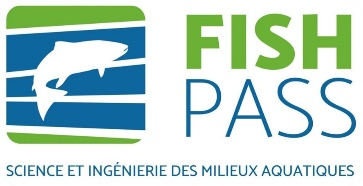 FISH
PASS
SCIENCE ET INGÉNIERIE DES MILIEUX AQUATIQUES